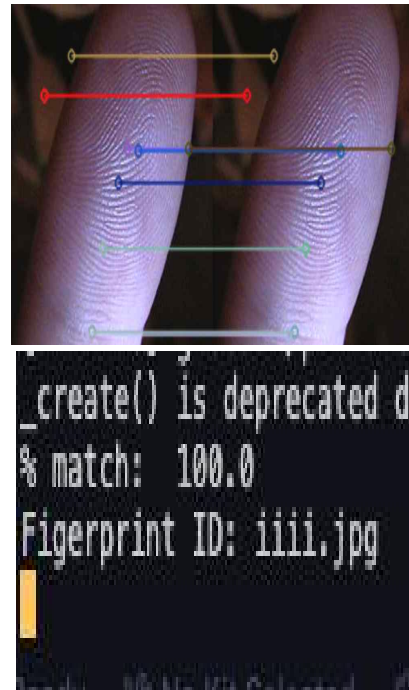 _create() is deprecated d
% match: 100.0
Figerprint ID: iiii.jpg